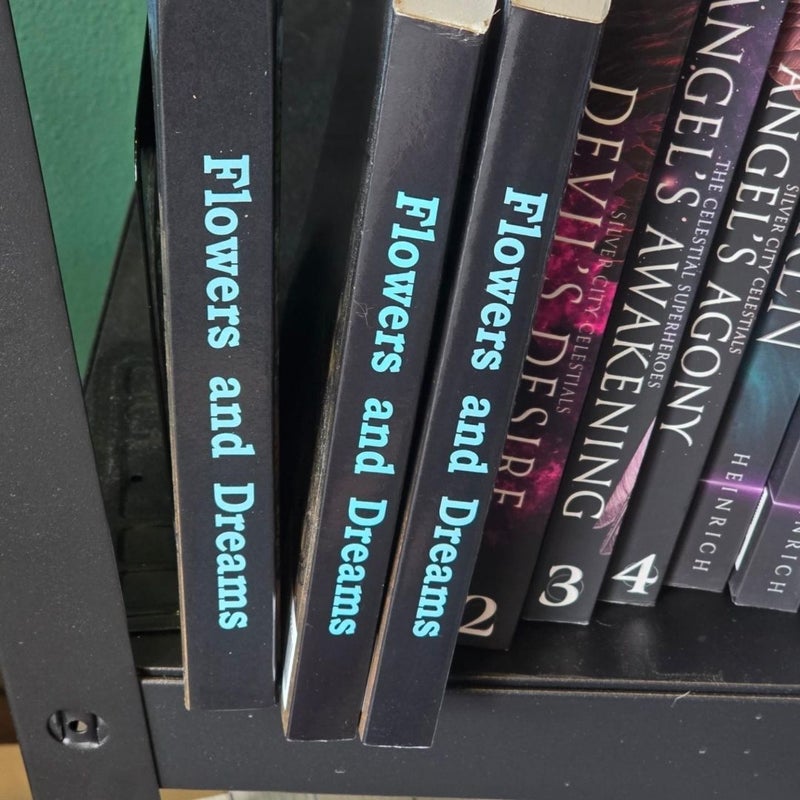 Flowers and Dreams
Flowers and Dreams
Flowers and Dreams
DEVIL'S DESIRE
SILVER CITY CELESTIALS
2
ANGEL'S AWAKENING
THE CELESTIAL SUPERHEROES
3
ANGEL'S AGONY
SILVER CITY CELESTIALS
4
HEINRICH